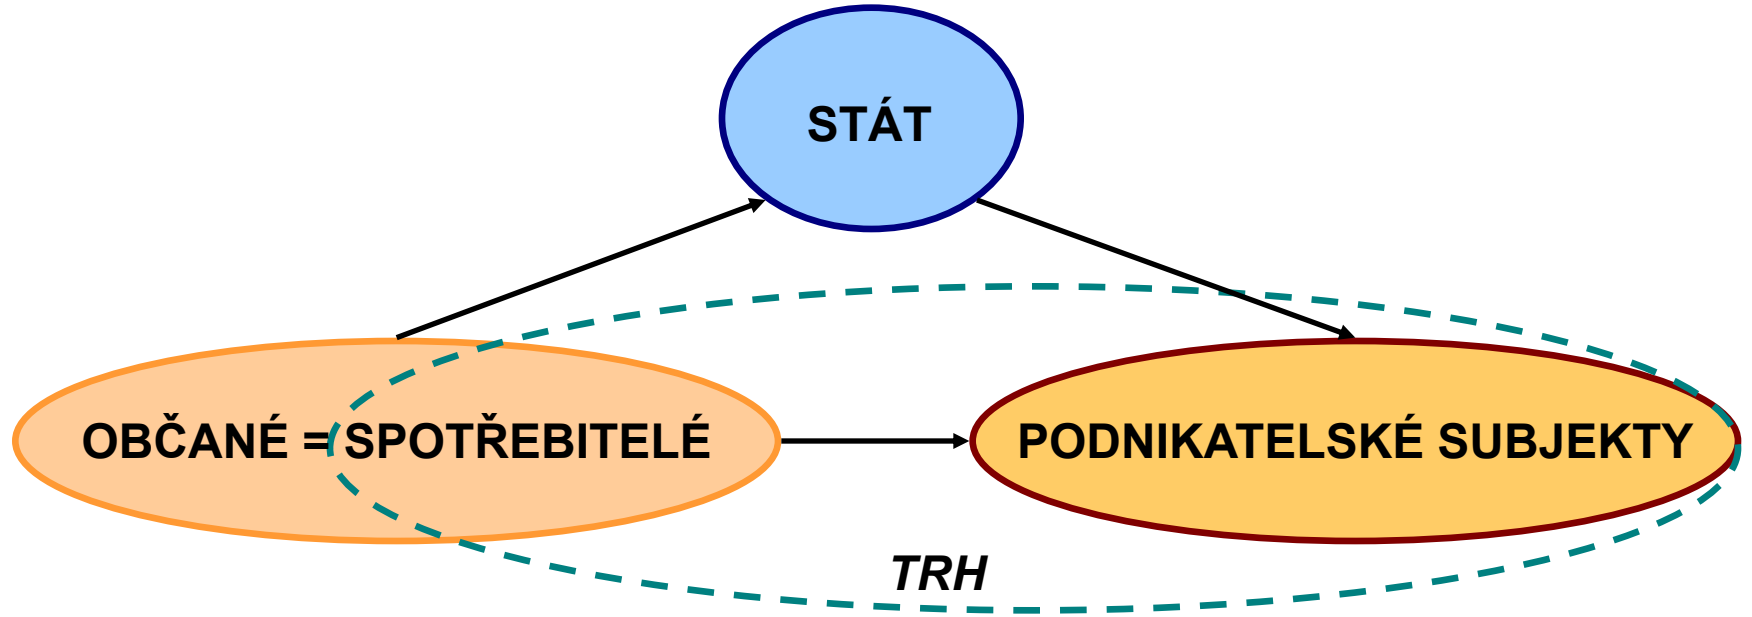 STÁT
OBČANÉ = SPOTŘEBITELÉ
PODNIKATELSKÉ SUBJEKTY
TRH